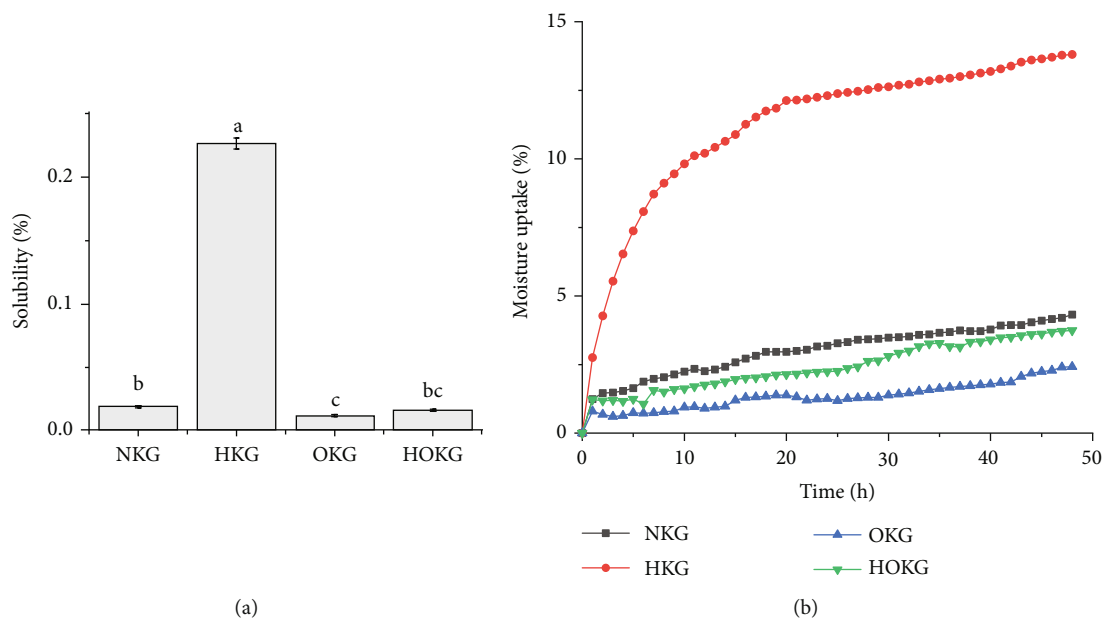 Solubility (%)
0.2
0.1
0.0
b
a
c
bc
NKG
HKG
OKG
HOKG
(a)
Moisture uptake (%)
15
10
5
0
0
10
20
30
40
50
Time (h)
NKG
OKG
HKG
HOKG
(b)